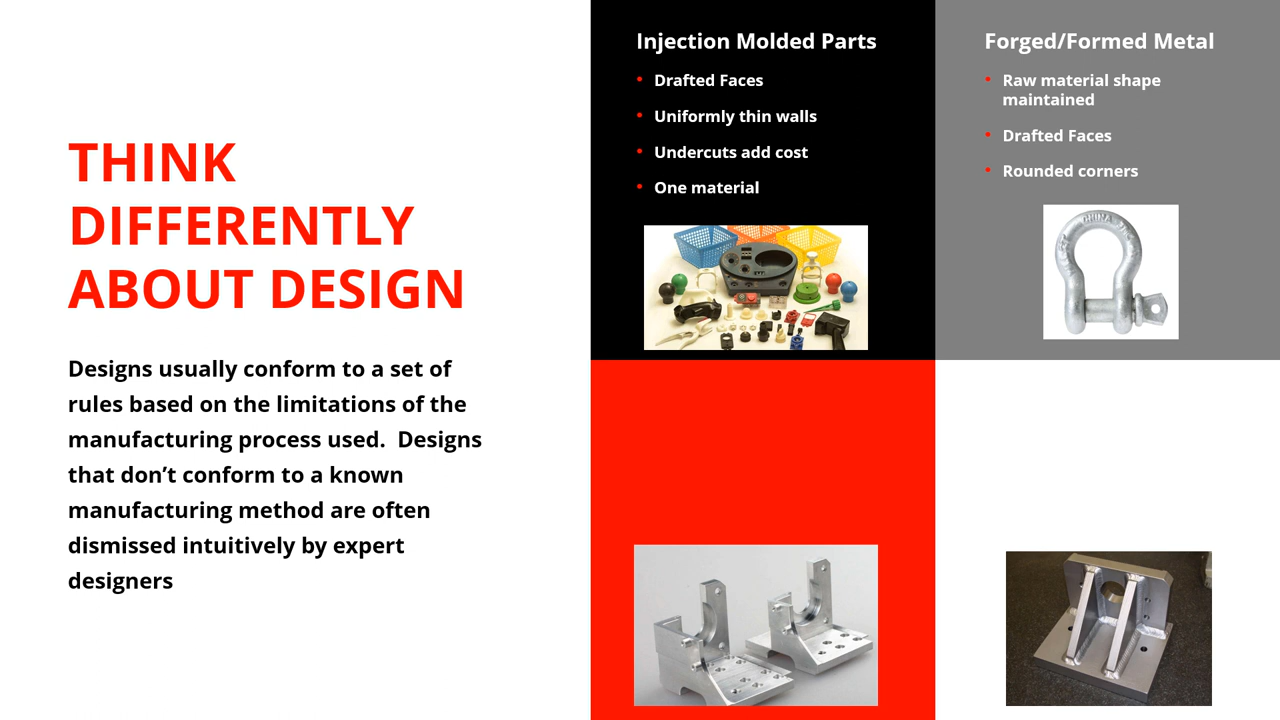 THINK
DIFFERENTLY
ABOUT DESIGN
Designs usually conform to a set of
rules based on the limitations of the
manufacturing process used.  Designs
that don’t conform to a known
manufacturing method are often
dismissed intuitively by expert
designers
Injection Molded Parts
• Drafted Faces
• Uniformly thin walls
• Undercuts add cost
• One material
Forged/Formed Metal
• Raw material shape
maintained
• Drafted Faces
• Rounded corners
CHINA